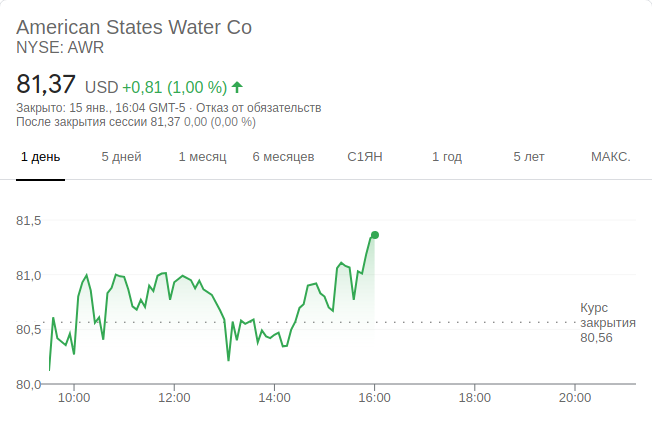 American States Water Co
NYSE: AWR
81,37 USD +0,81 (1,00 %)
Закрыто: 15 янв., 16:04 GMT-5 · Отказ от обязательств
После закрытия сессии 81,37 0,00 (0,00 %)
1 день 5 дней 1 месяц 6 месяцев С1ЯН 1 год 5 лет МАКС.
81,5
81,0
80,5
80,0
Курс
закрытия
80,56
10:00 12:00 14:00 16:00 18:00 20:00